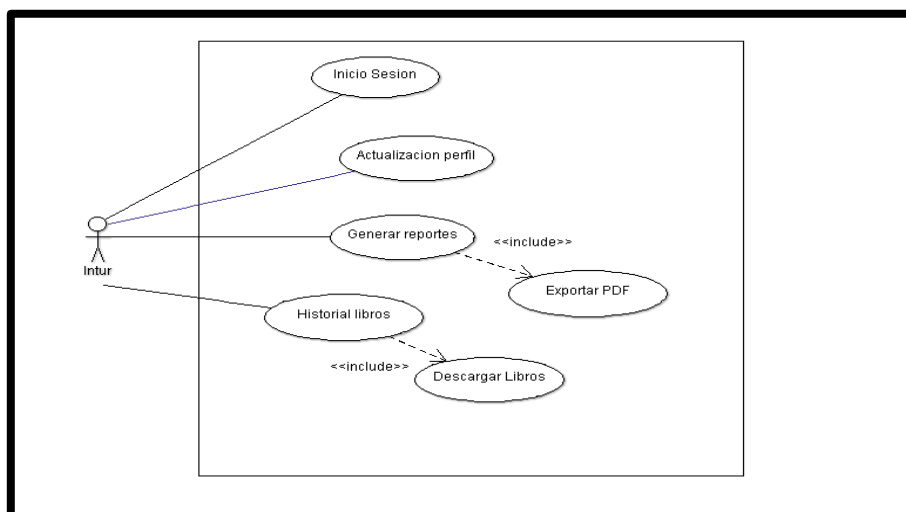 Inicio Sesion
Actualizacion perfil
Generar reportes
<<include>>
Intur
Exportar PDF
Historial libros
<<include>>
Descargar Libros